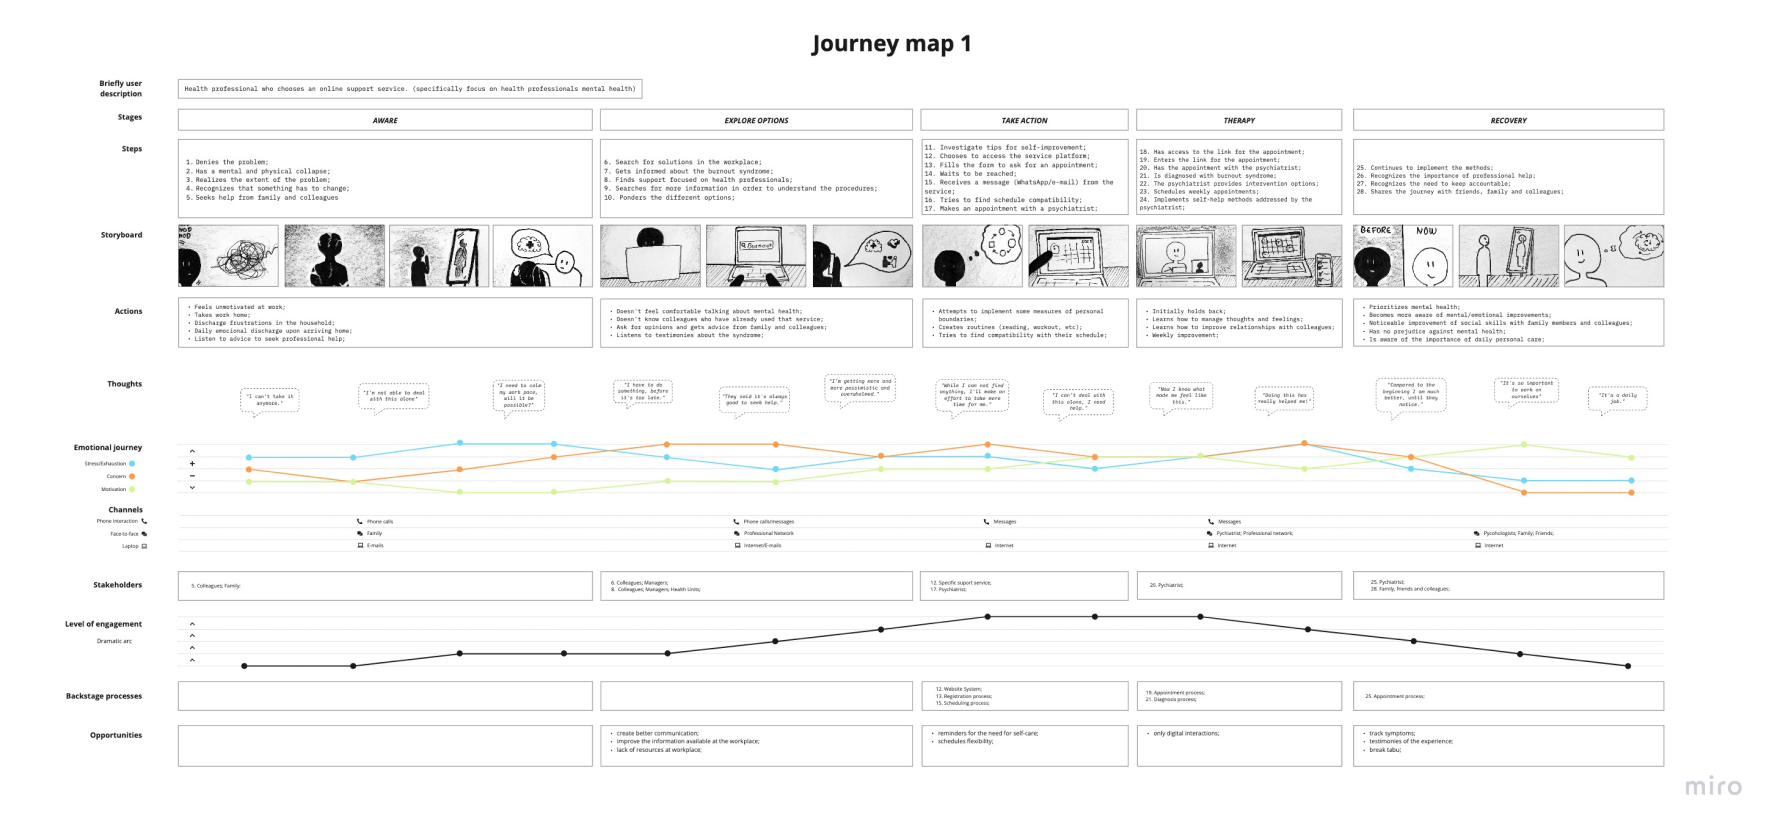 Journey map 1
Briefly user
description
Health professional who chooses an online support service. (specifically focus on health professionals mental health)
Stages
AWARE
EXPLORE OPTIONS
TAKE ACTION
THERAPY
RECOVERY
Steps
1. Denies the problem;
2. Has a mental and physical collapse;
3. Realizes the extent of the problem;
4. Recognizes that something has to change;
5. Seeks help from family and colleagues
6. Search for solutions in the workplace;
7. Gets informed about the burnout syndrome;
8. Finds support focused on health professionals;
9. Searches for more information in order to understand the procedures;
10. Ponders the different options;
11. Investigate tips for self-improvement;
12. Chooses to access the service platform;
13. Fills the form to ask for an appointment;
14. Waits to be reached;
15. Receives a message (WhatsApp/e-mail) from the
service;
16. Tries to find schedule compatibility;
17. Makes an appointment with a psychiatrist;
18. Has access to the link for the appointment;
19. Enters the link for the appointment;
20. Has the appointment with the psychiatrist;
21. Is diagnosed with burnout syndrome;
22. The psychiatrist provides intervention options;
23. Schedules weekly appointments;
24. Implements self-help methods addressed by the
psychiatrist;
25. Continues to implement the methods;
26. Recognizes the importance of professional help;
27. Recognizes the need to keep accountable;
28. Shares the journey with friends, family and colleagues;
Storyboard
Burnout
BEFORE
NOW
Actions
• Feels unmotivated at work;
• Takes work home;
• Discharge frustrations in the household;
• Daily emotional discharge upon arriving home;
• Listen to advice to seek professional help;
• Doesn't feel comfortable talking about mental health;
• Doesn't know colleagues who have already used that service;
• Ask for opinions and gets advice from family and colleagues;
• Listens to testimonies about the syndrome;
• Attempts to implement some measures of personal
boundaries;
• Creates routines (reading, workout, etc);
• Tries to find compatibility with their schedule;
• Initially holds back;
• Learns how to manage thoughts and feelings;
• Learns how to improve relationships with colleagues;
• Weekly improvement;
• Prioritizes mental health;
• Becomes more aware of mental/emotional improvements;
• Noticeable improvement of social skills with family members and colleagues;
• Has no prejudice against mental health;
• Is aware of the importance of daily personal care;
Thoughts
"I can't take it
anymore."
"I'm not able to deal
with this alone"
"I need to calm
my work pace,
will it be
possible?"
"I have to do
something, before
it's too late."
"They said it's always
good to seek help."
"I'm getting more and
more pessimistic and
overwhelmed."
"While I can not find
anything, I'll make an
effort to take more
time for me."
"I can't deal with
this alone, I need
help."
"Now I know what
made me feel like
this."
"Doing this has
really helped me!"
"Compared to the
beginning I am much
better, until they
notice."
"It's so important
to work on
ourselves"
"It's a daily
job."
Emotional journey
Stress/Exhaustion
Concern
Motivation
Channels
Phone interaction
Face-to-face
Laptop
Phone calls
Family
E-mails
Phone calls/messages
Professional Network
Internet/E-mails
Messages
Internet
Messages
Pychiatrist; Professional network;
Internet
Pycohologists; Family; Friends;
Internet
Stakeholders
5. Colleagues; Family;
6. Colleagues; Managers;
8. Colleagues; Managers; Health Units;
12. Specific suport service;
17. Psychiatrist;
20. Pychiatrist;
25. Pychiatrist;
28. Family, Friends and colleagues;
Level of engagement
Dramatic arc
Backstage processes
12. Website System;
13. Registration process;
15. Scheduling process;
19. Appointment process;
21. Diagnosis process;
25. Appointment process;
Opportunities
• create better communication;
• improve the information available at the workplace;
• lack of resources at workplace;
• reminders for the need for self-care;
• schedules flexibility;
• only digital interactions;
• track symptoms;
• testimonies of the experience;
• break tabu;
miro